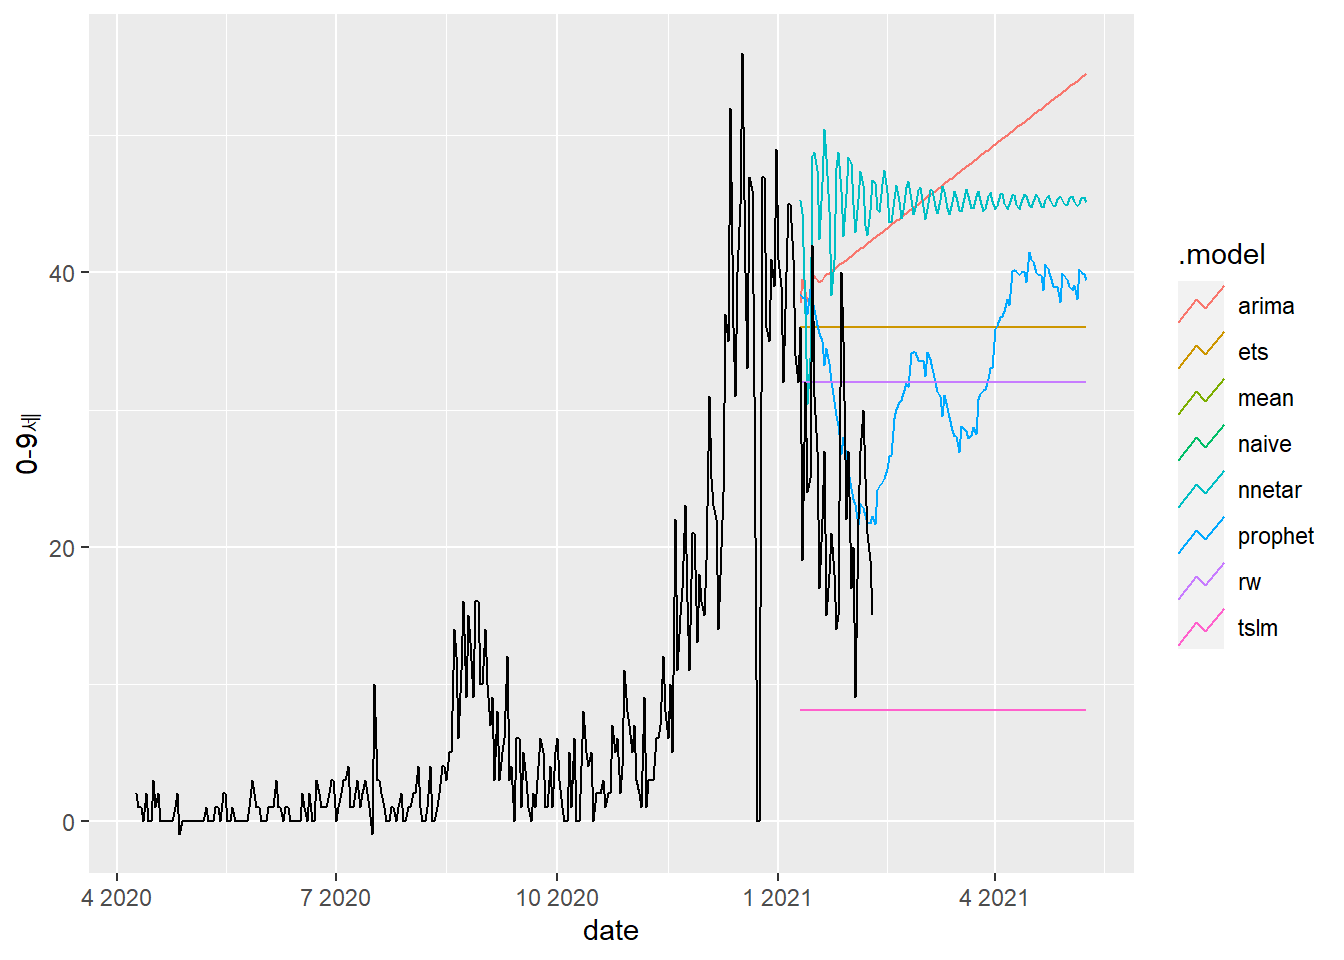 0-9세
40
20
0
4 2020
7 2020
10 2020
1 2021
4 2021
date
.model
arima
ets
mean
naive
nnetar
prophet
rw
tslm